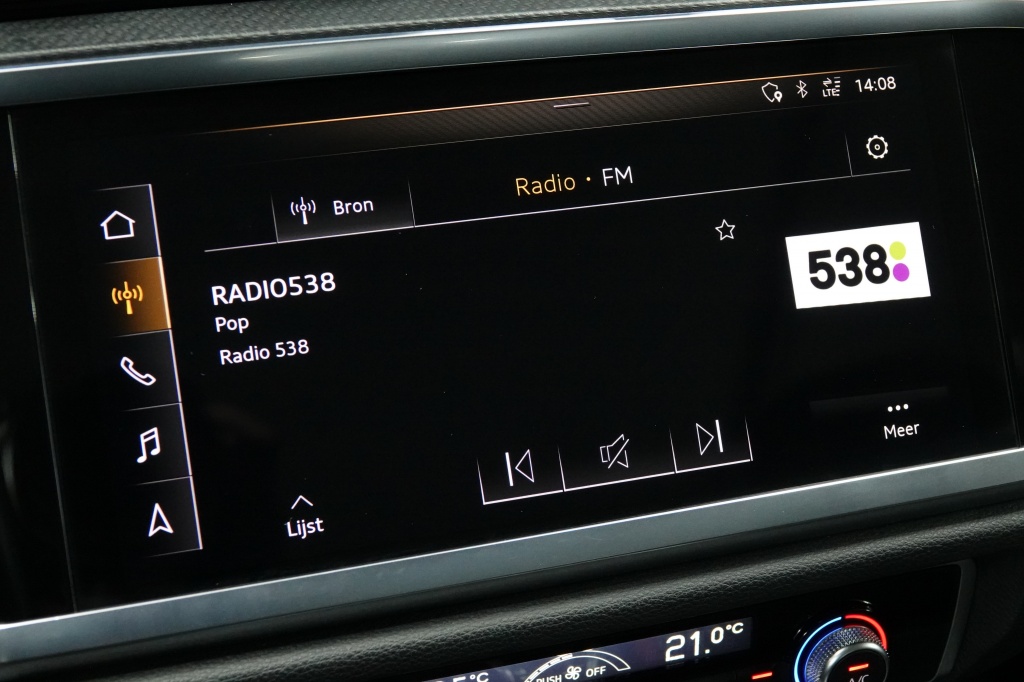 LTE 14:08
Bron
Radio · FM
RADIO538
Pop
Radio 538
538
Meer
Lijst
21.0°C
PUSH OFF
A/C